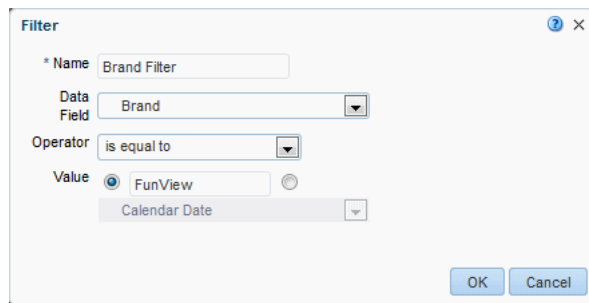 Filter
* Name Brand Filter
Data Field Brand
Operator is equal to
Value FunView
Calendar Date
OK Cancel